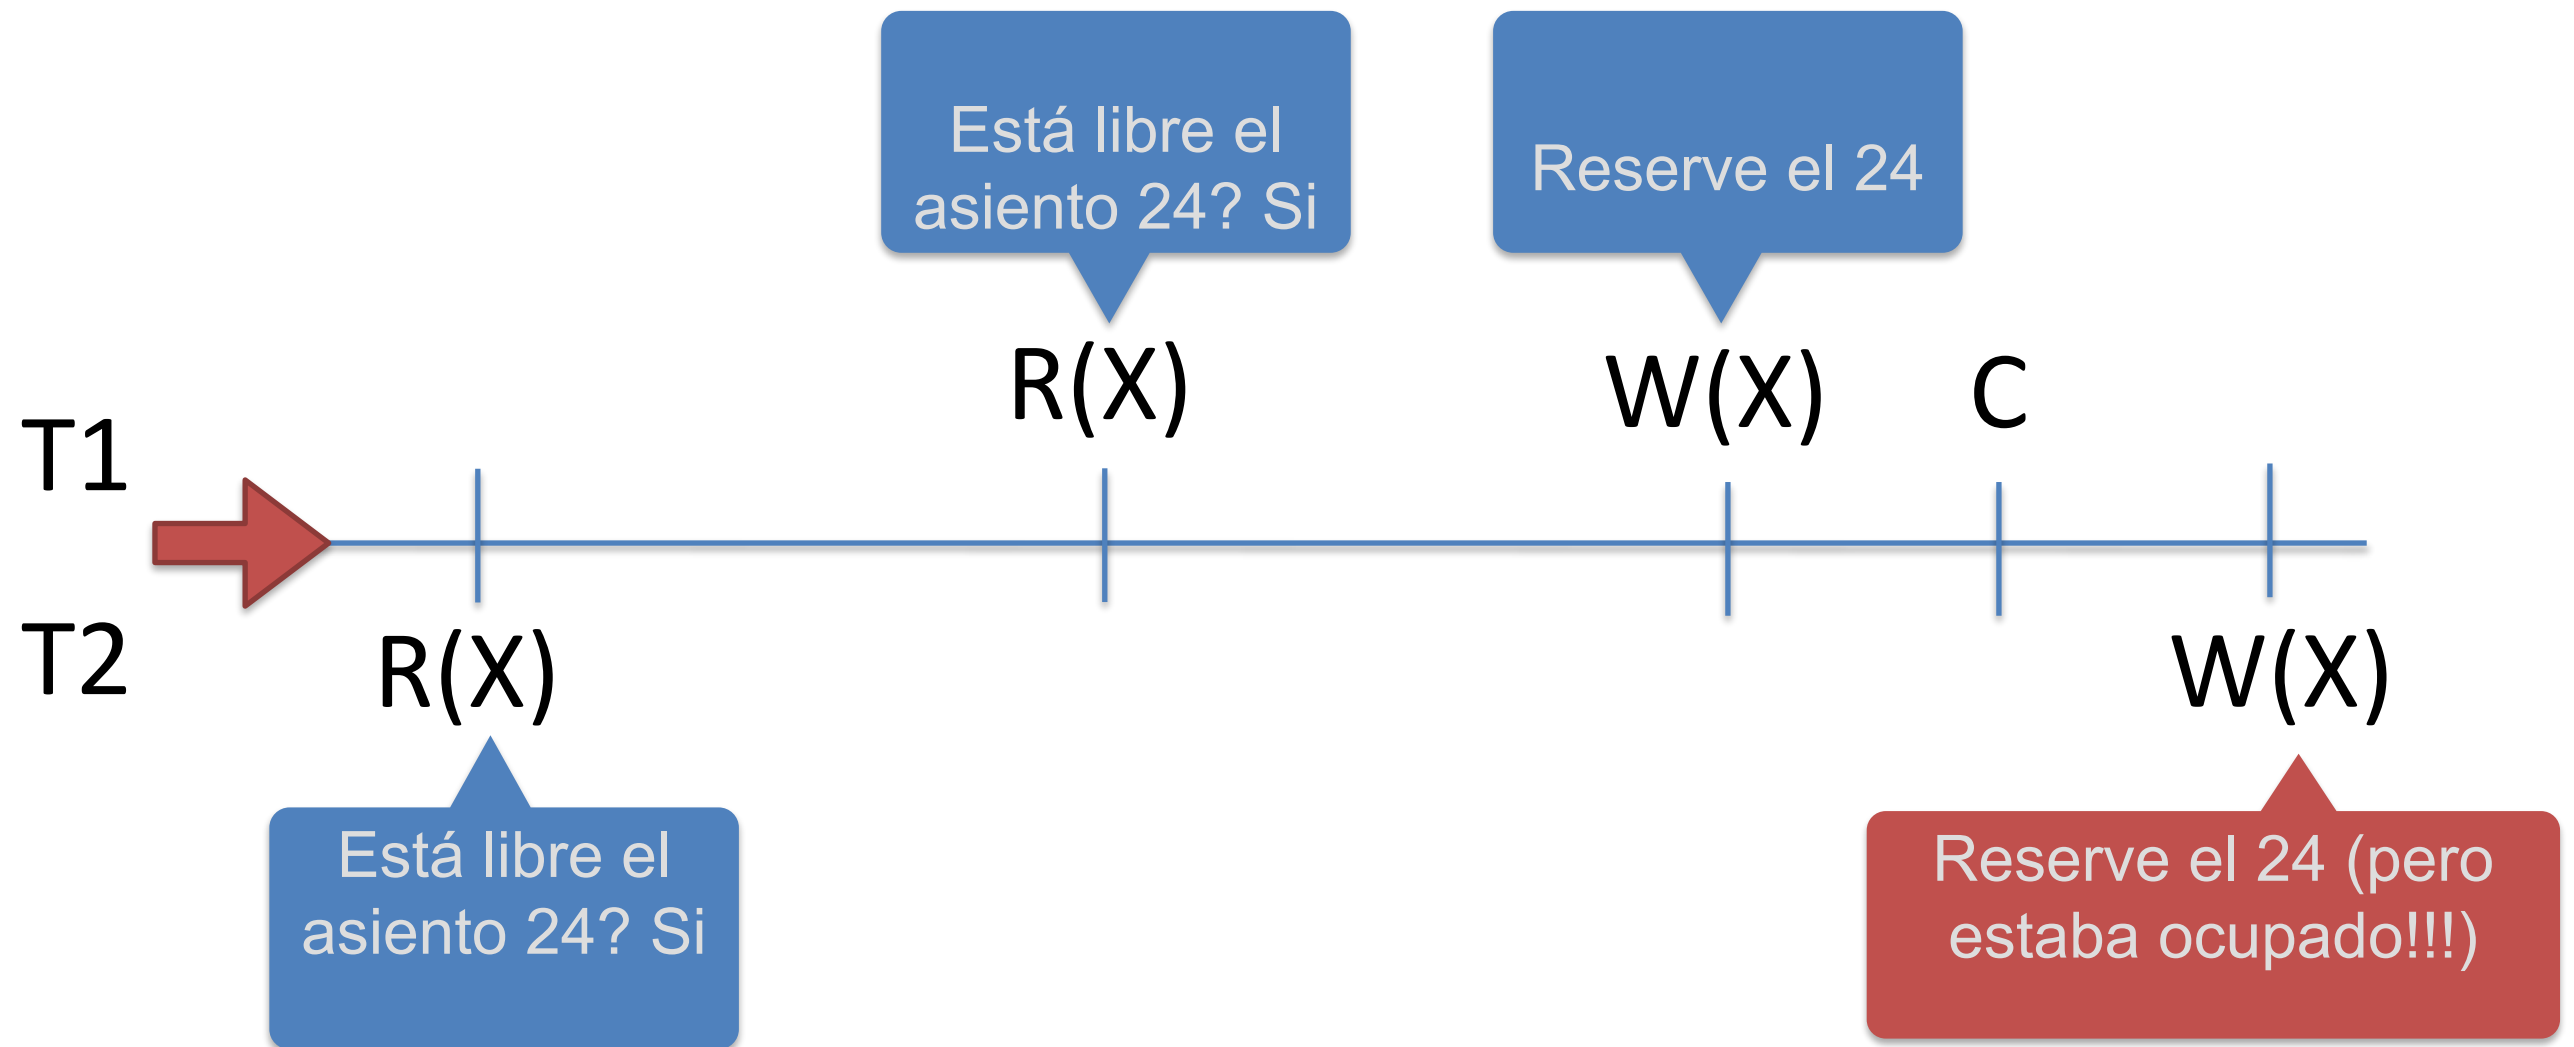 Está libre el
asiento 24? Si
Reserve el 24
R(X)
W(X)
C
T1
T2
R(X)
W(X)
Está libre el
asiento 24? Si
Reserve el 24 (pero
estaba ocupado!!!)